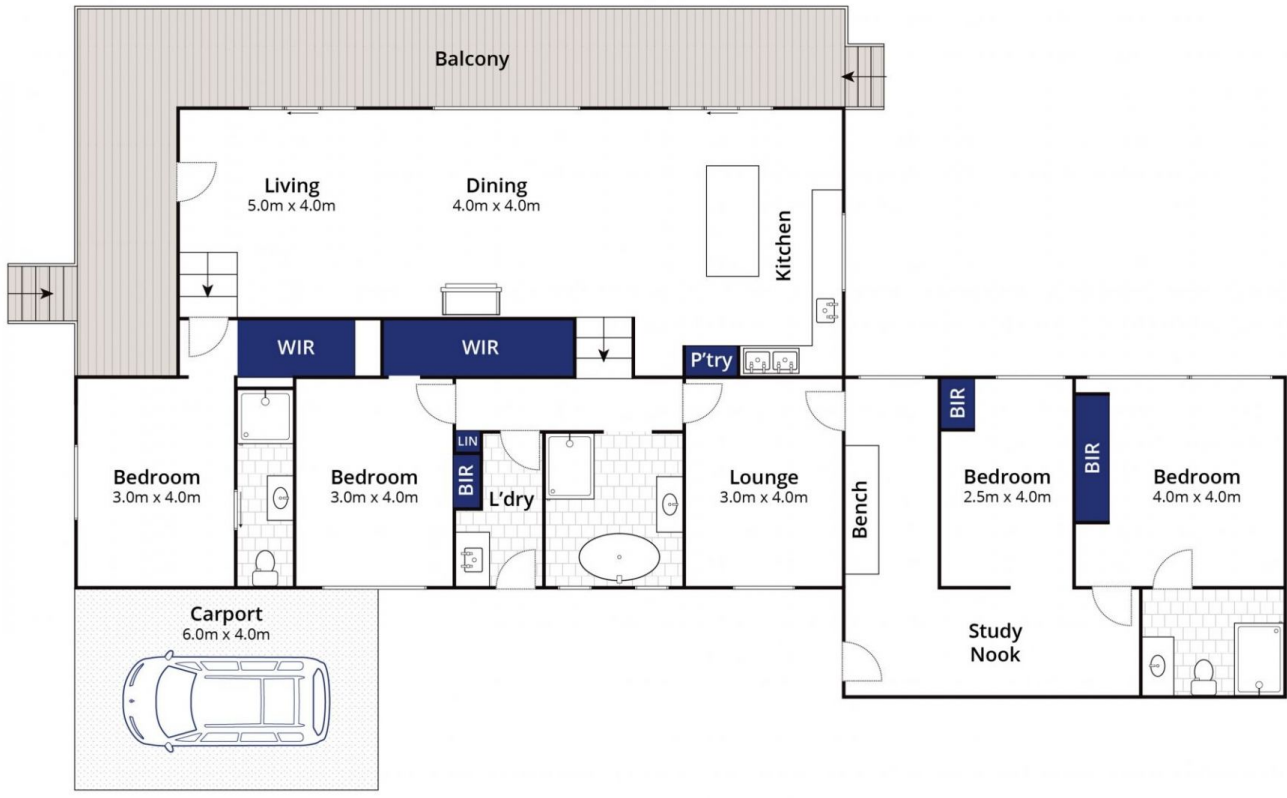 Balcony
Living
5.0m x 4.0m
Dining
4.0m x 4.0m
Kitchen
WIR
WIR
P'try
Bedroom
3.0m x 4.0m
Bedroom
3.0m x 4.0m
LIN
BIR
L'dry
Lounge
3.0m x 4.0m
Bench
BIR
Bedroom
2.5m x 4.0m
BIR
Bedroom
4.0m x 4.0m
Carport
6.0m x 4.0m
Study
Nook